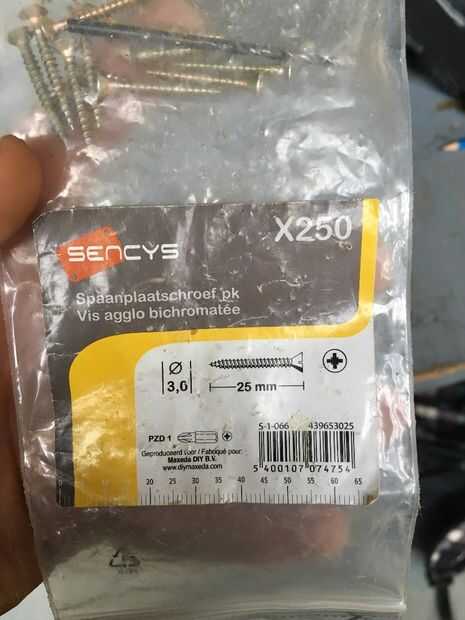 SENCYS
X250
Spaanplaatschroef pk
Vis agglo bichromatée
Ø
3,0
25 mm
PZD 1
S-1-066 439653025
Geproduceerd voor / Fabriqué pour:
Maxeda DIY B.V.
www.diymaxeda.com
5 400107 074754
20 25 30 35 40 45 50 55 60 65